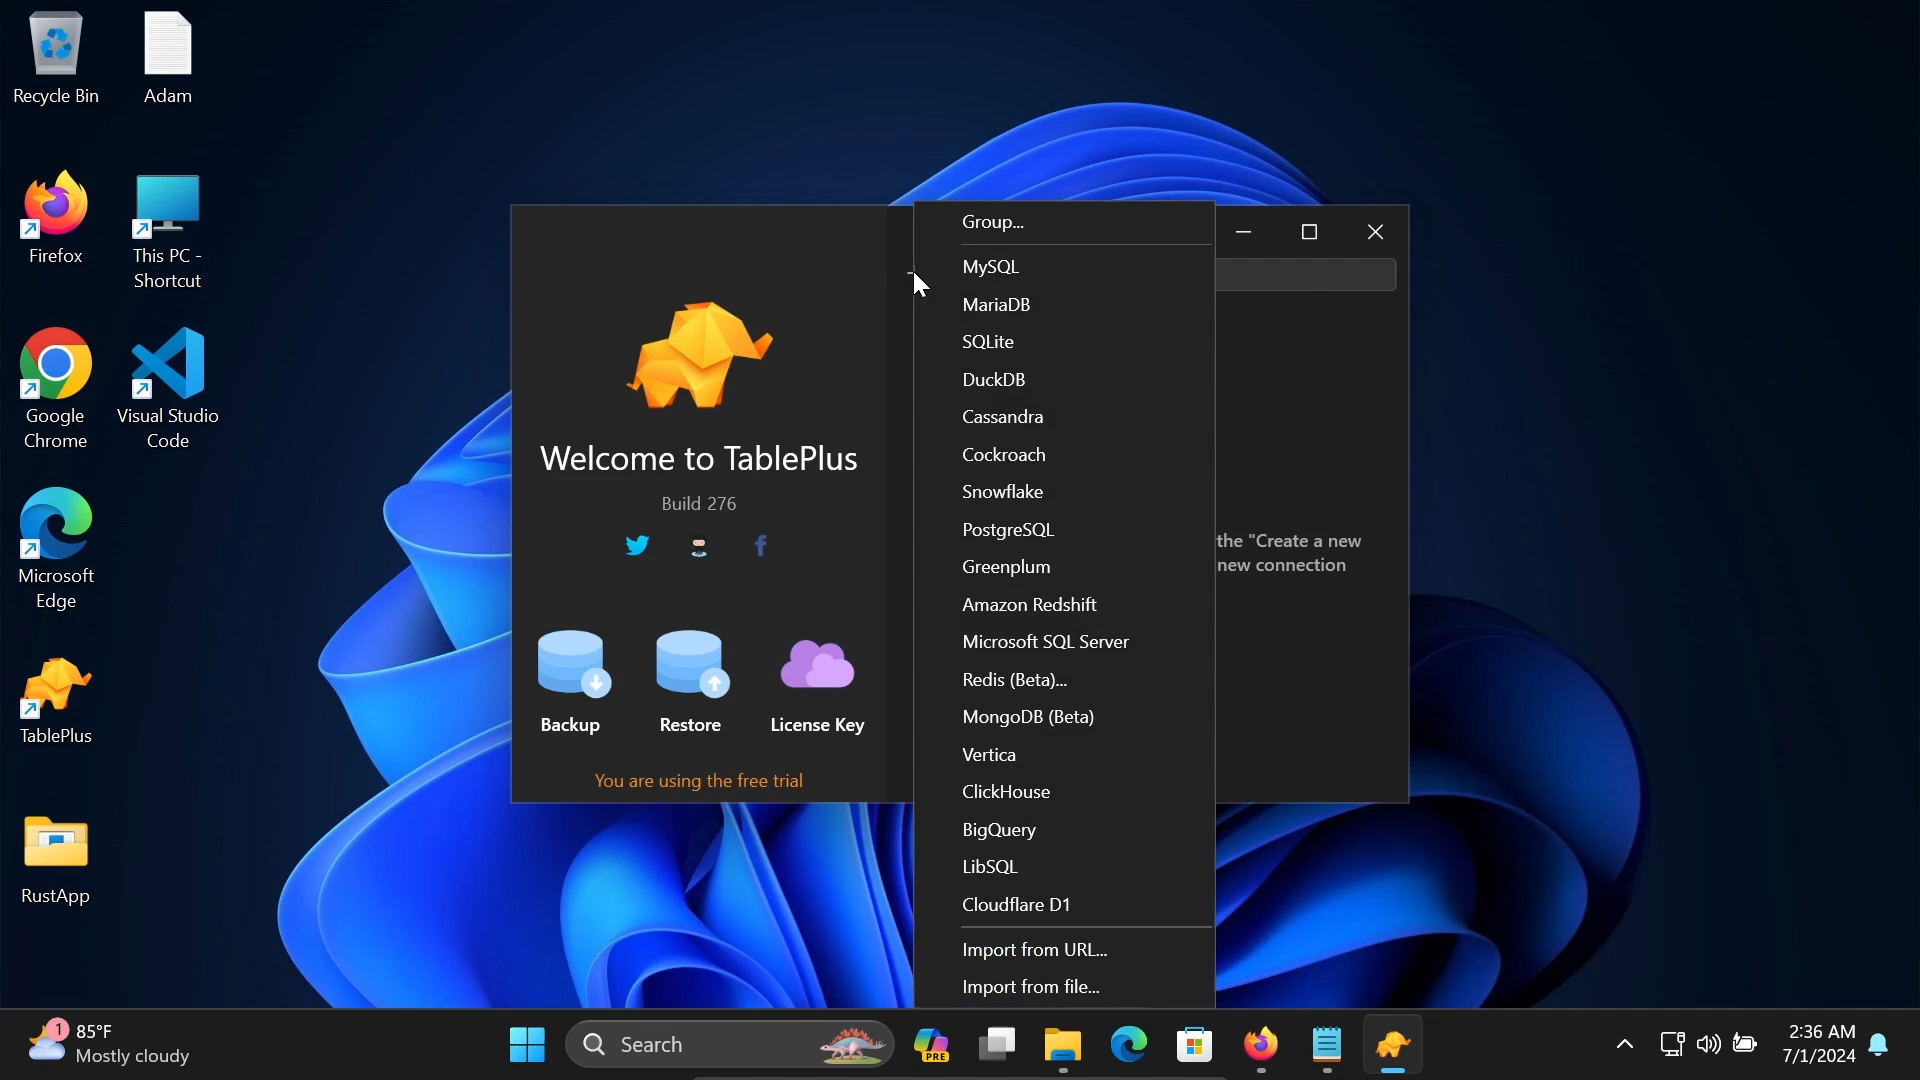 Recycle Bin
Adam
Firefox
This PC -
Shortcut
Google
Chrome
Visual Studio
Code
Microsoft
Edge
TablePlus
RustApp
Welcome to TablePlus
Build 276
Backup
Restore
License Key
You are using the free trial
Group...
MySQL
MariaDB
SQLite
DuckDB
Cassandra
Cockroach
Snowflake
PostgreSQL
Greenplum
Amazon Redshift
Microsoft SQL Server
Redis (Beta)...
MongoDB (Beta)
Vertica
ClickHouse
BigQuery
LibSQL
Cloudflare D1
Import from URL...
Import from file...
the "Create a new
new connection
1
85°F
Mostly cloudy
Search
PRE
2:36 AM
7/1/2024